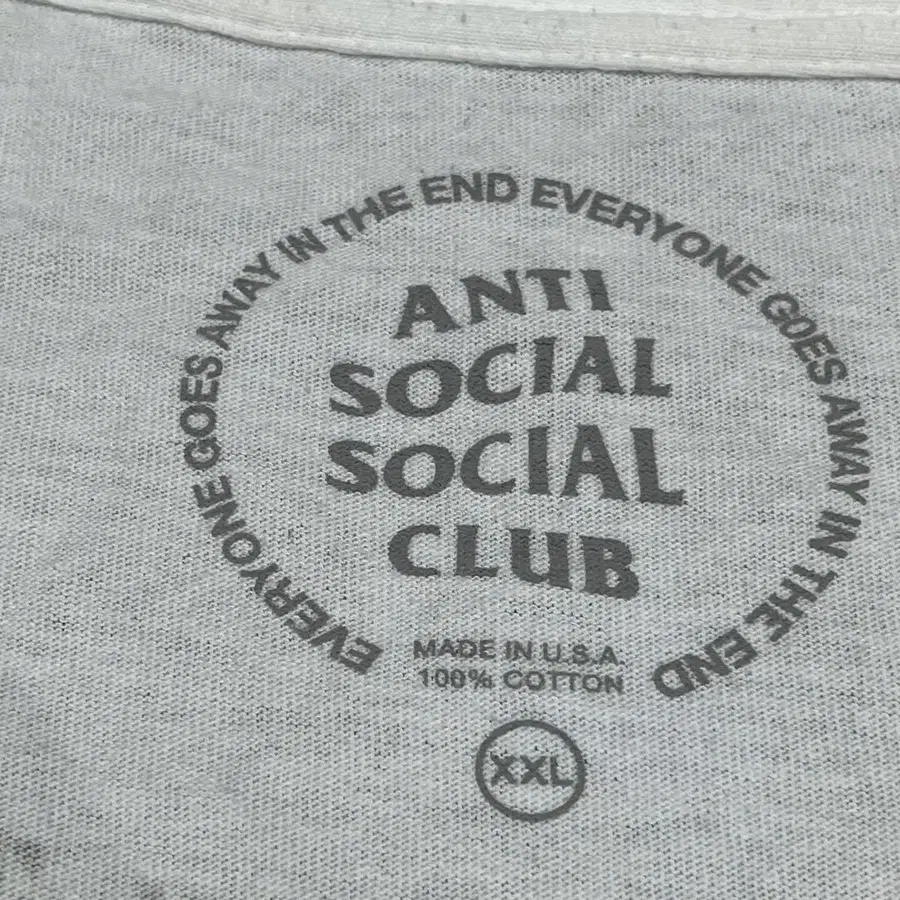 EVERYONE GOES AWAY IN THE END EVERYONE GOES AWAY IN THE END
ANTI
SOCIAL
SOCIAL
CLUB
MADE IN U.S.A.
100% COTTON
XXL